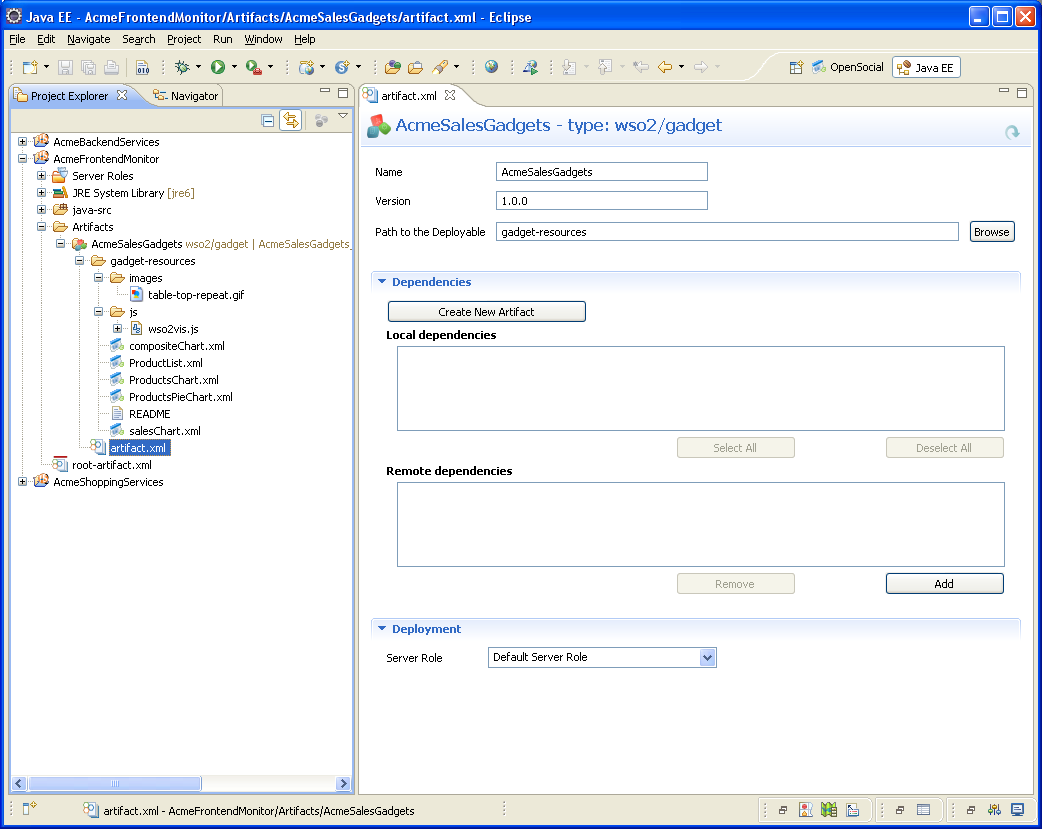 Java EE - AcmeFrontendMonitor/Artifacts/AcmeSalesGadgets/artifact.xml - Eclipse
File Edit Navigate Search Project Run Window Help
010
OpenSocial
Java EE
Project Explorer
Navigator
AcmeBackendServices
AcmeFrontendMonitor
Server Roles
JRE System Library [jre6]
java-src
Artifacts
AcmeSalesGadgets wso2/gadget | AcmeSalesGadgets_
gadget-resources
images
table-top-repeat.gif
js
wso2vis.js
compositeChart.xml
ProductList.xml
ProductsChart.xml
ProductsPieChart.xml
README
salesChart.xml
artifact.xml
root-artifact.xml
AcmeShoppingServices
artifact.xml
AcmeSalesGadgets - type: wso2/gadget
Name AcmeSalesGadgets
Version 1.0.0
Path to the Deployable gadget-resources Browse
Dependencies
Create New Artifact
Local dependencies
Select All Deselect All
Remote dependencies
Remove Add
Deployment
Server Role Default Server Role
artifact.xml - AcmeFrontendMonitor/Artifacts/AcmeSalesGadgets